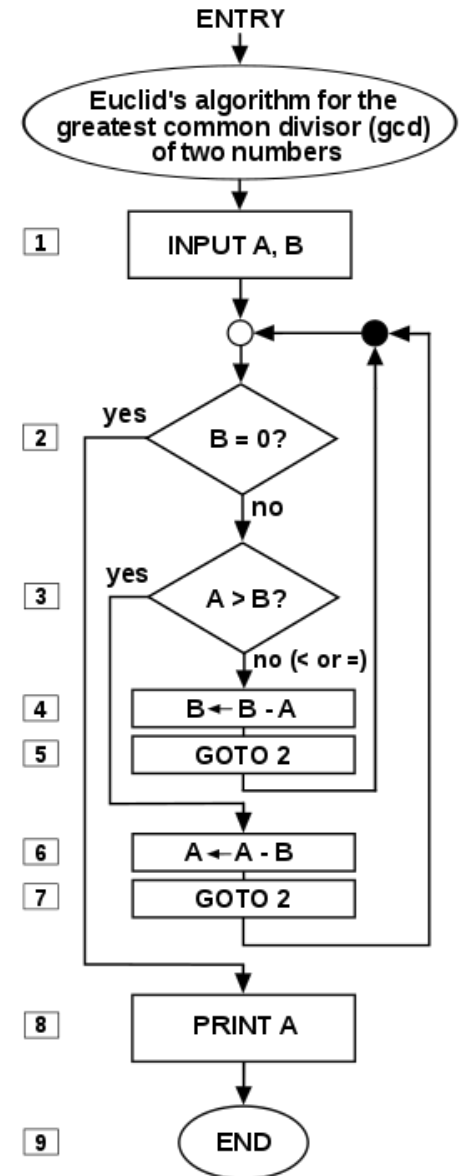 ENTRY
Euclid's algorithm for the
greatest common divisor (gcd)
of two numbers
1
INPUT A, B
yes
2
B = 0?
no
yes
3
A > B?
no (< or =)
4
B ← B - A
5
GOTO 2
6
A ← A - B
7
GOTO 2
8
PRINT A
9
END